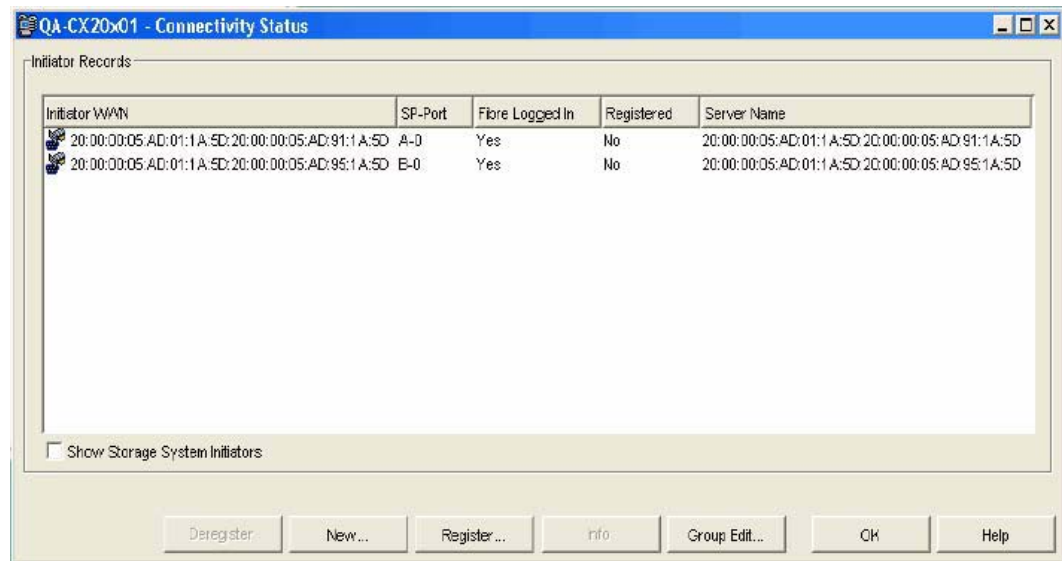 QA-CX20x01 - Connectivity Status
Initiator Records
Initiator WWN SP-Port Fibre Logged In Registered Server Name
20:00:00:05:AD:01:1A:5D:20:00:00:05:AD:91:1A:5D A-0 Yes No 20:00:00:05:AD:01:1A:5D:20:00:00:05:AD:91:1A:5D
20:00:00:05:AD:01:1A:5D:20:00:00:05:AD:95:1A:5D B-0 Yes No 20:00:00:05:AD:01:1A:5D:20:00:00:05:AD:95:1A:5D
Show Storage System Initiators
Deregister New... Register... Info Group Edit... OK Help